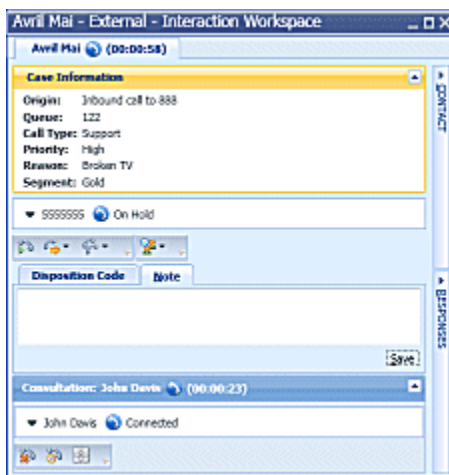 Avril Mai - External - Interaction Workspace
Avril Mai (00:00:58)
Case Information
Origin: Inbound call to 888
Queue: 122
Call Type: Support
Priority: High
Reason: Broken TV
Segment: Gold
5555555 On Hold
Disposition Code Note
Save
Consultation: John Davis (00:00:23)
John Davis Connected
CONTACT
RESPONSES